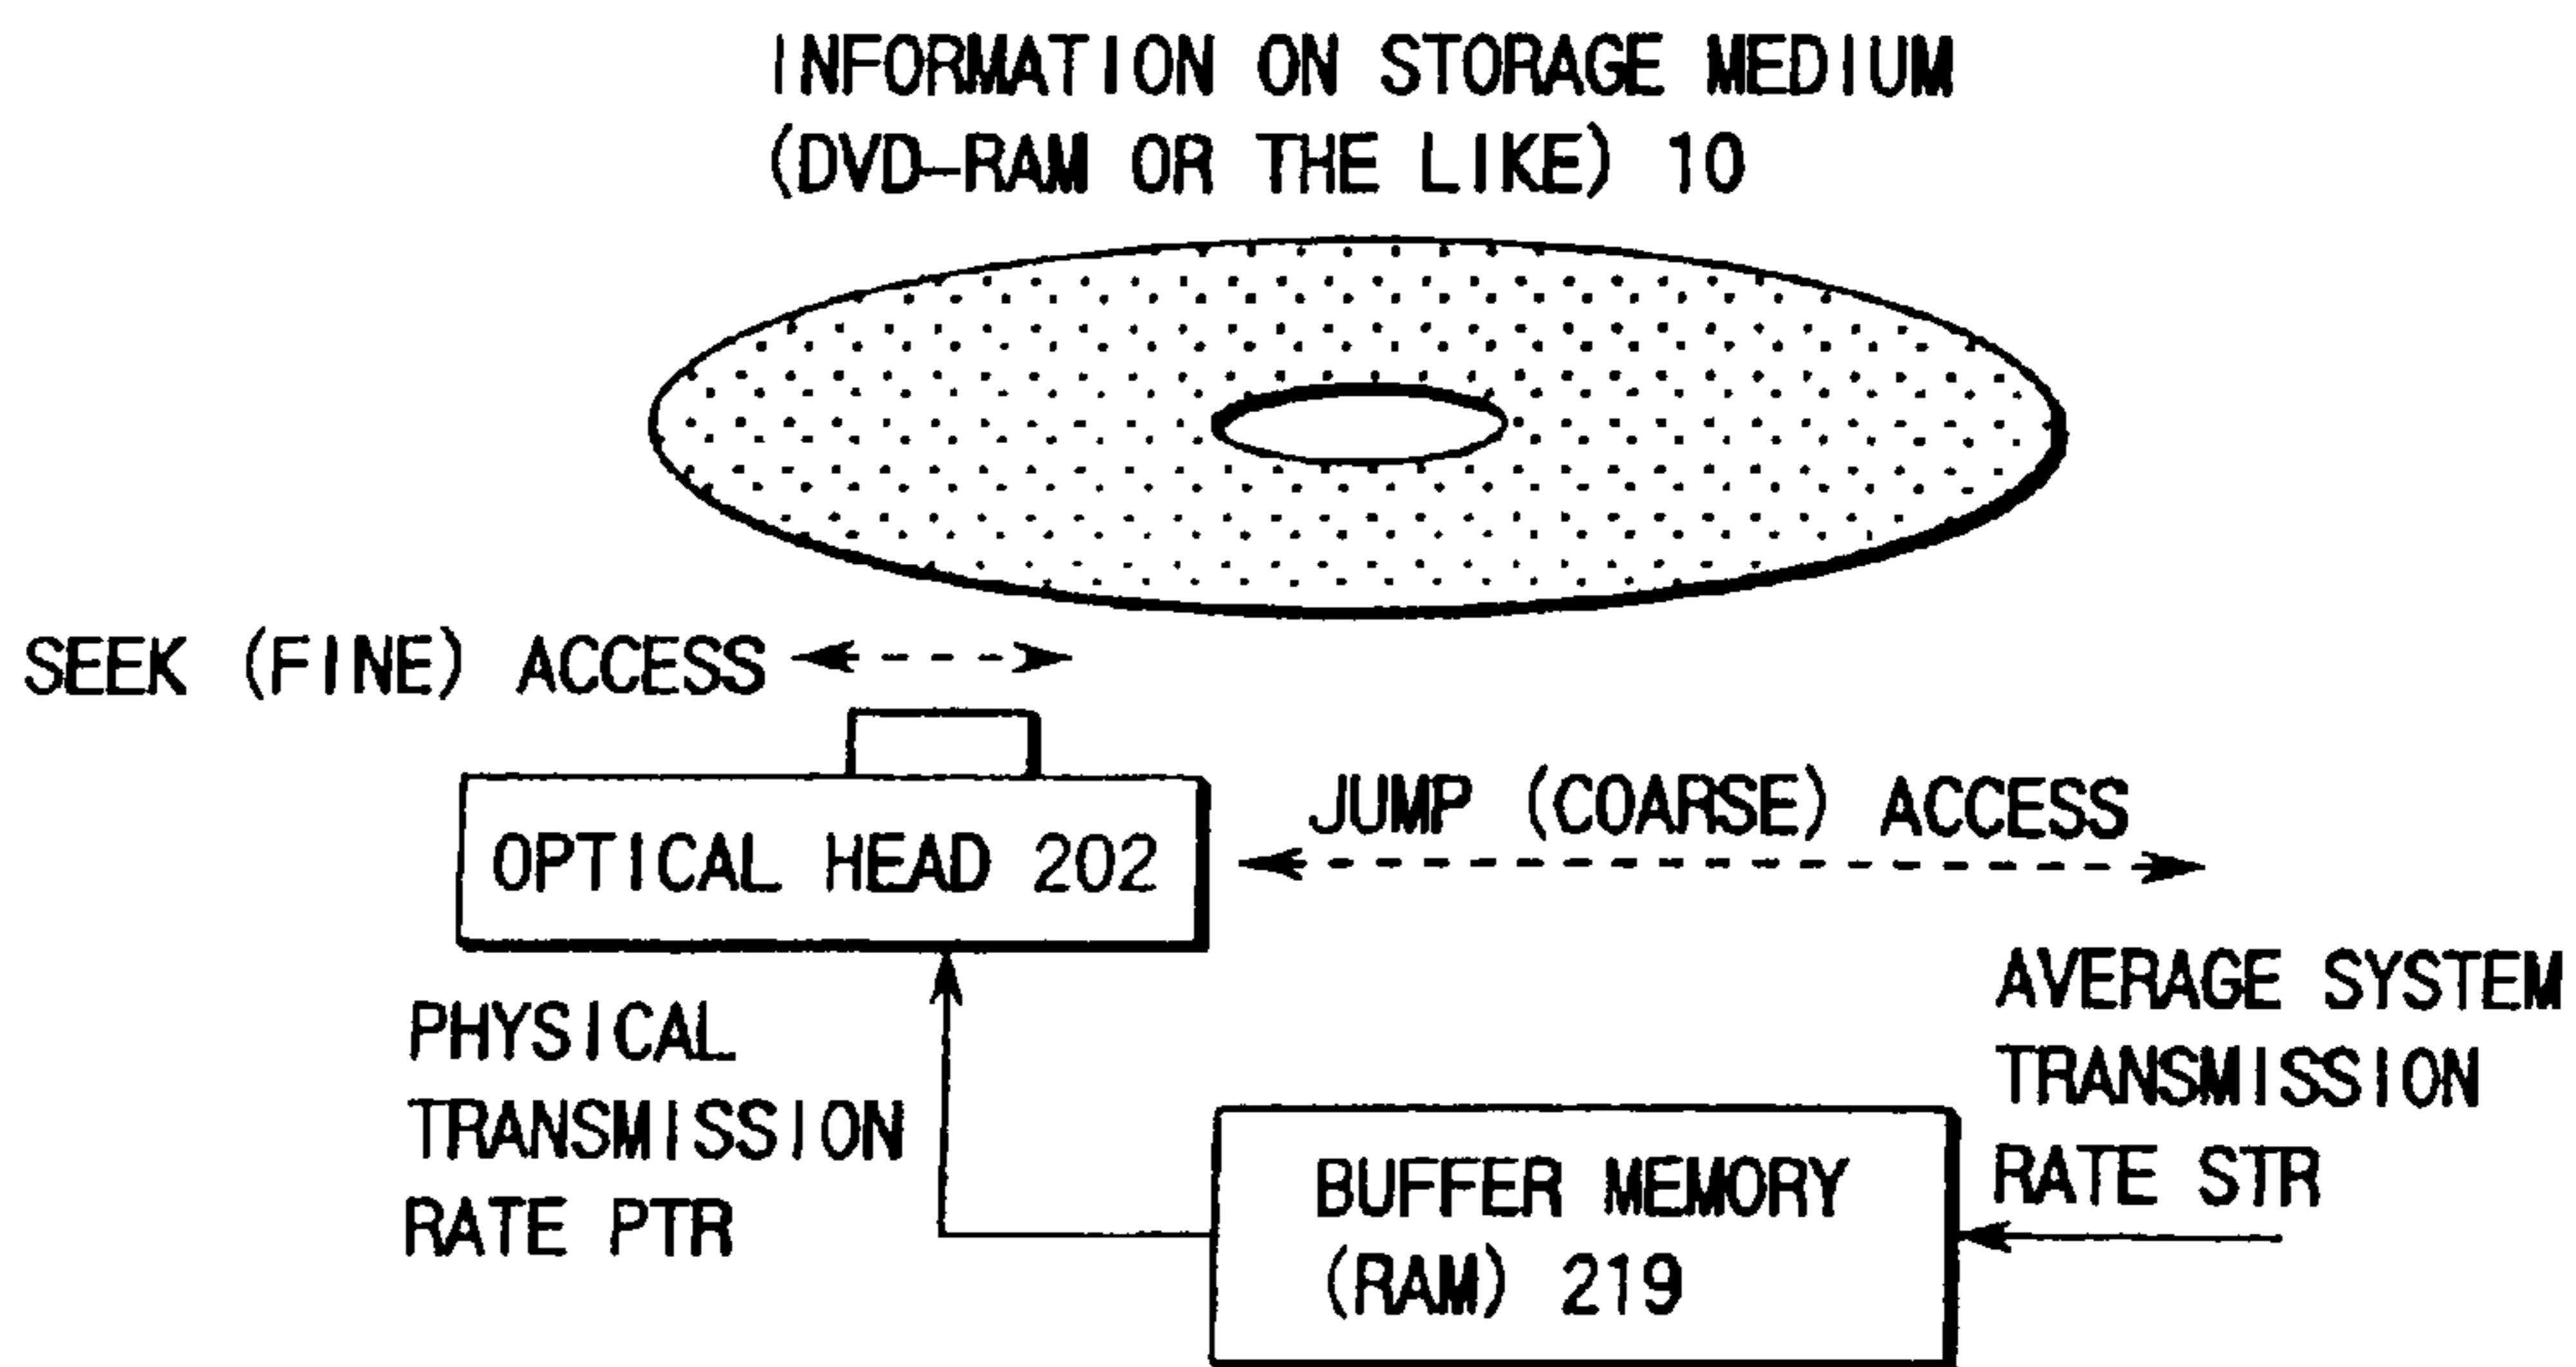 INFORMATION ON STORAGE MEDIUM
(DVD-RAM OR THE LIKE) 10
SEEK (FINE) ACCESS
OPTICAL HEAD 202
JUMP (COARSE) ACCESS
PHYSICAL
TRANSMISSION
RATE PTR
AVERAGE SYSTEM
TRANSMISSION
RATE STR
BUFFER MEMORY
(RAM) 219